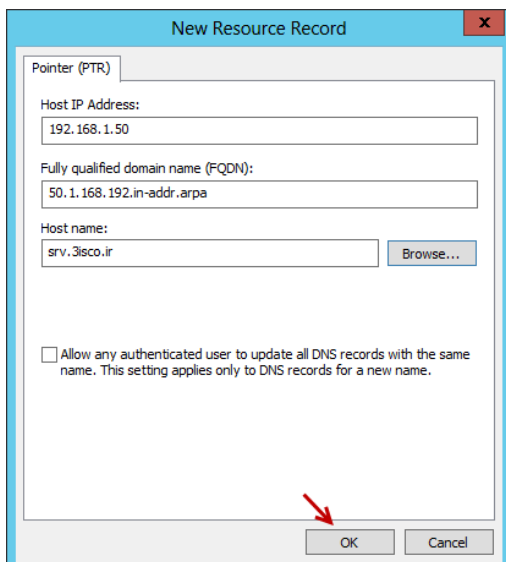 New Resource Record
x
Pointer (PTR)
Host IP Address:
192.168.1.50
Fully qualified domain name (FQDN):
50.1.168.192.in-addr.arpa
Host name:
srv.3isco.ir
Browse...
Allow any authenticated user to update all DNS records with the same
name. This setting applies only to DNS records for a new name.
OK
Cancel